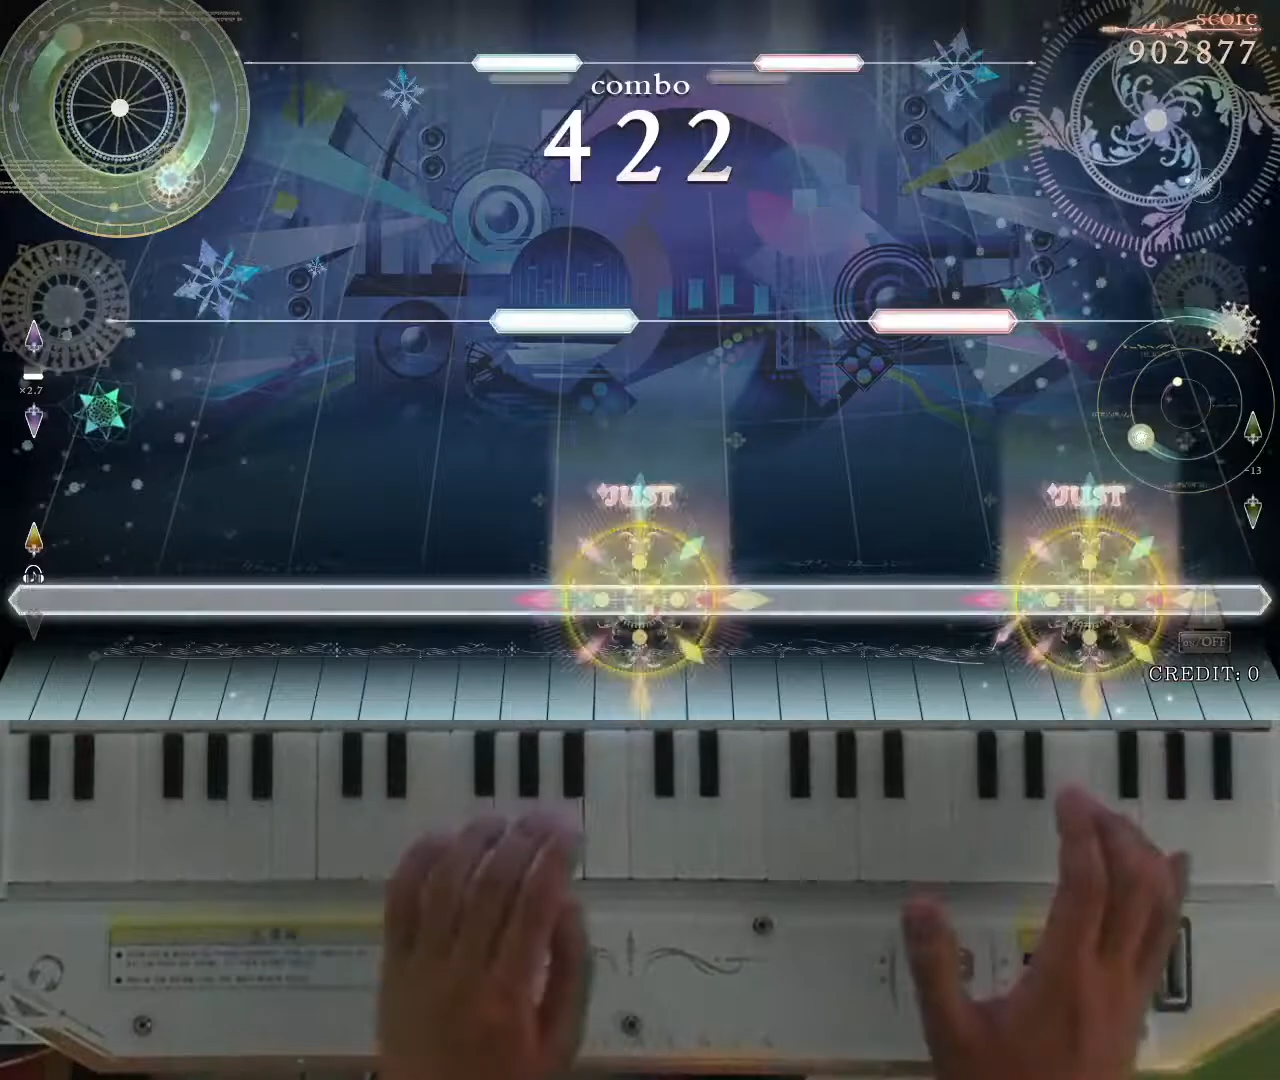 score
902877
combo
422
×2.7
JUST
JUST
-13
ON/OFF
CREDIT: 0